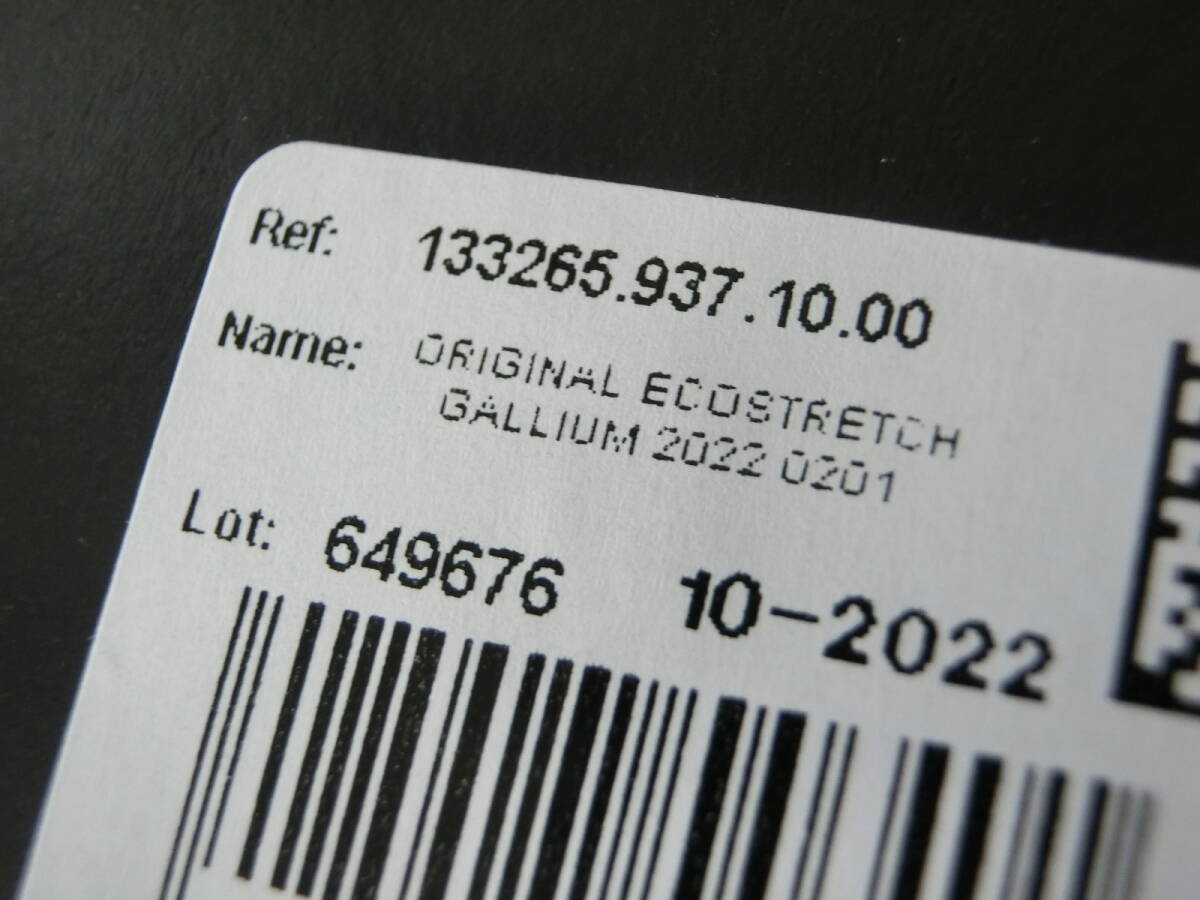 Ref: 133265.937.10.00
Name: ORIGINAL ECOSTRETCH
GALLIUM 2022 0201
Lot: 649676 10-2022